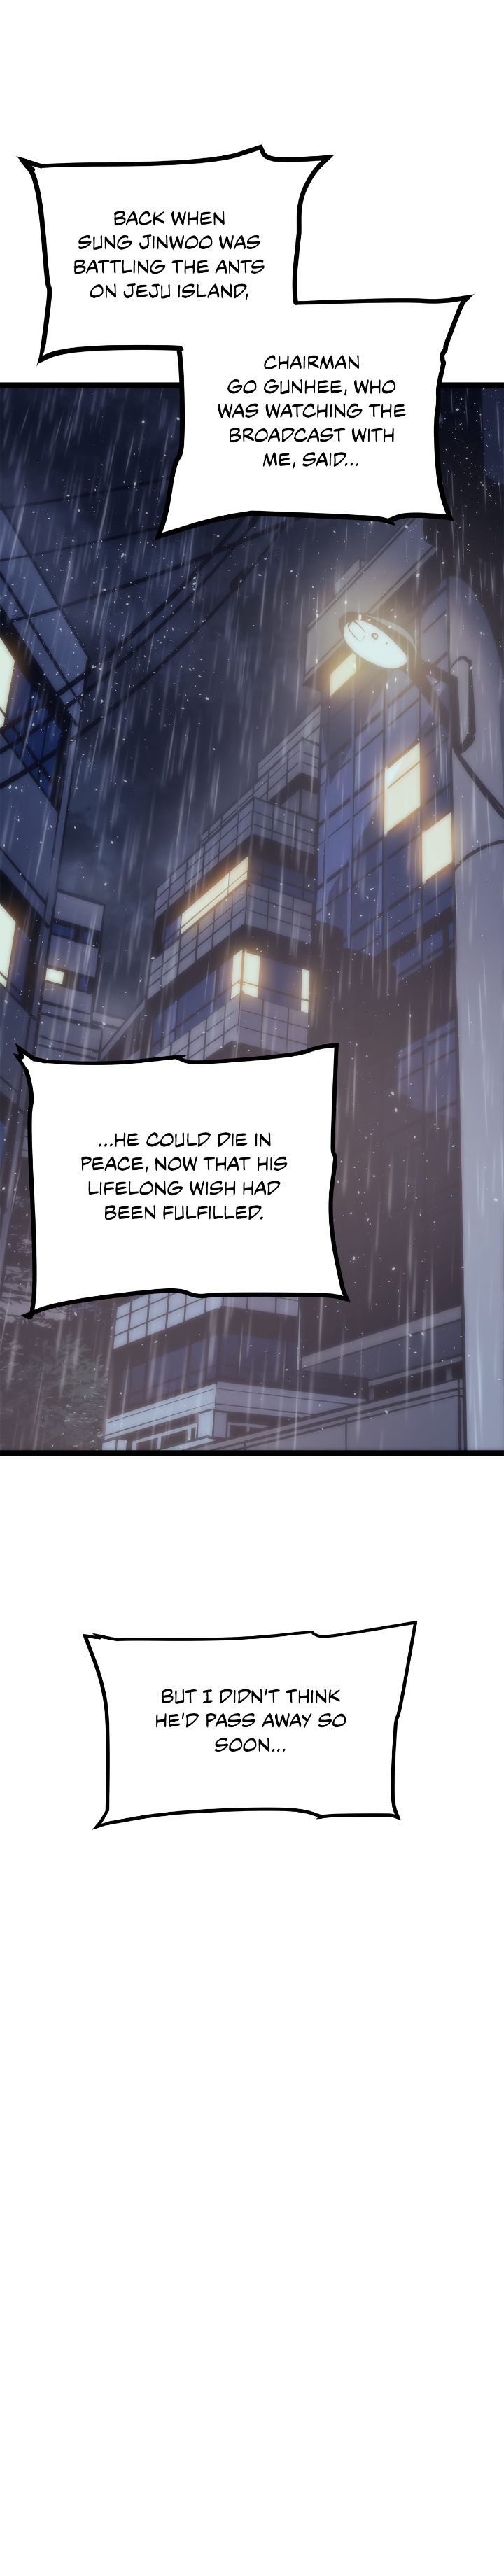 BACK WHEN
SUNG JINWOO WAS
BATTLING THE ANTS
ON JEJU ISLAND,
CHAIRMAN
GO GUNHEE, WHO
WAS WATCHING THE
BROADCAST WITH
ME, SAID...
...HE COULD DIE IN
PEACE, NOW THAT HIS
LIFELONG WISH HAD
BEEN FULFILLED.
BUT I DIDN'T THINK
HE'D PASS AWAY SO
SOON...